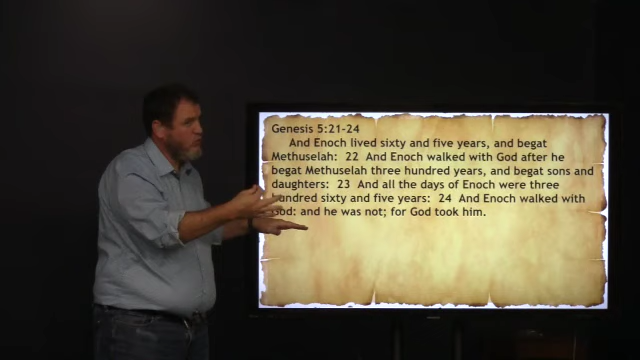 Genesis 5:21-24
And Enoch lived sixty and five years, and begat
Methuselah: 22 And Enoch walked with God after he
begat Methuselah three hundred years, and begat sons and
daughters: 23 And all the days of Enoch were three
hundred sixty and five years: 24 And Enoch walked with
God: and he was not; for God took him.